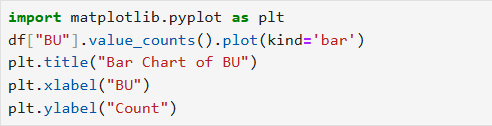 import matplotlib.pyplot as plt
df["BU"].value_counts().plot(kind='bar')
plt.title("Bar Chart of BU")
plt.xlabel("BU")
plt.ylabel("Count")